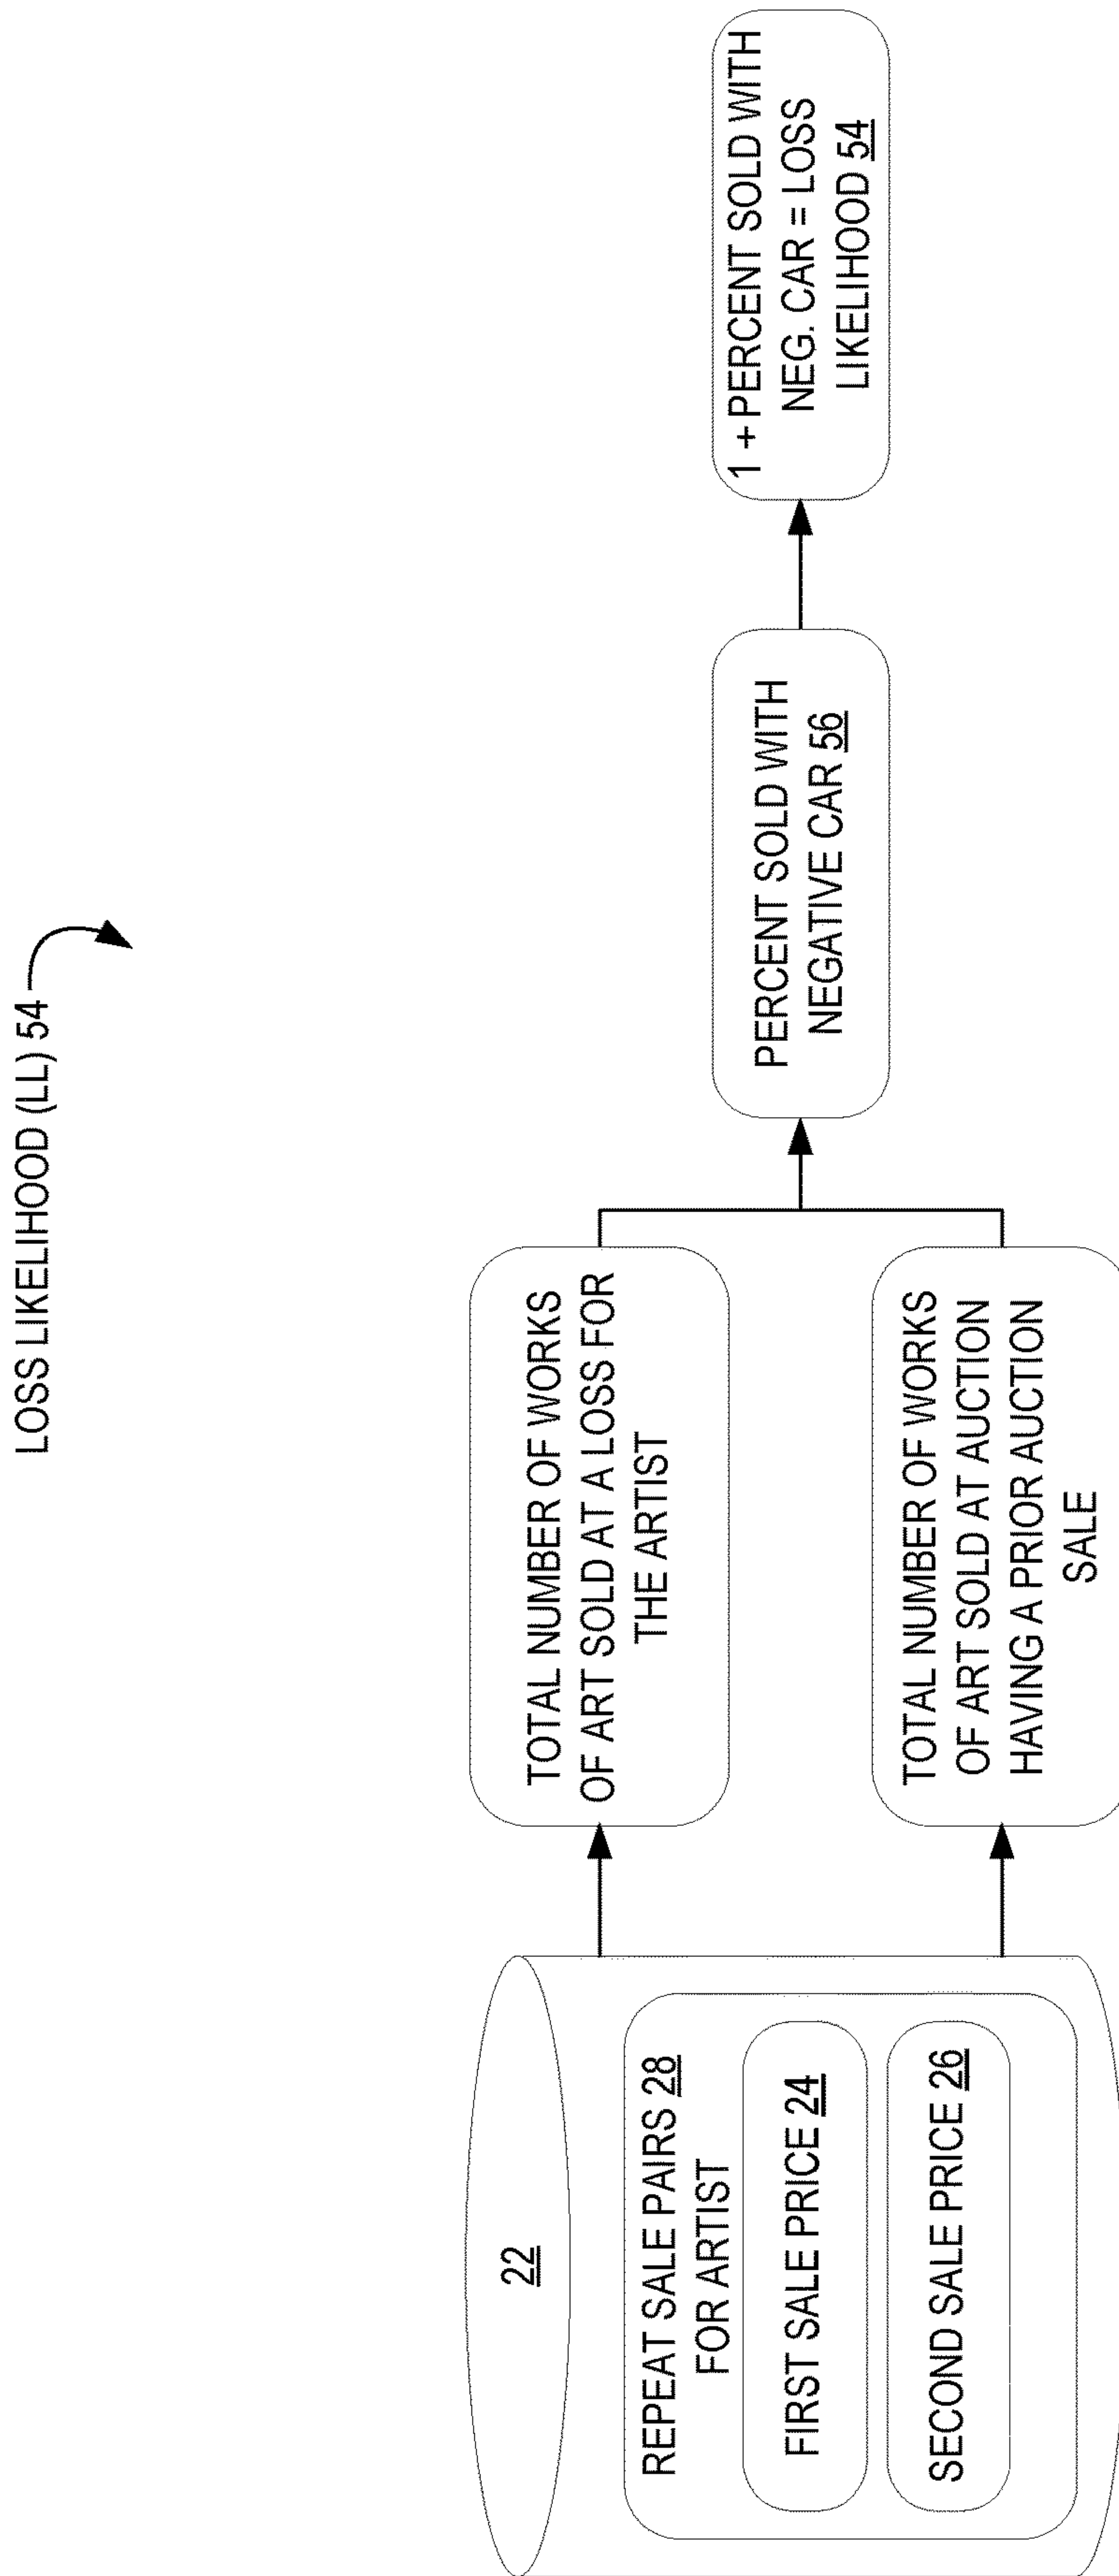 LOSS LIKELIHOOD (LL) 54
22
REPEAT SALE PAIRS 28
FOR ARTIST
FIRST SALE PRICE 24
SECOND SALE PRICE 26
TOTAL NUMBER OF WORKS
OF ART SOLD AT A LOSS FOR
THE ARTIST
TOTAL NUMBER OF WORKS
OF ART SOLD AT AUCTION
HAVING A PRIOR AUCTION
SALE
PERCENT SOLD WITH
NEGATIVE CAR 56
1 + PERCENT SOLD WITH
NEG. CAR = LOSS
LIKELIHOOD 54